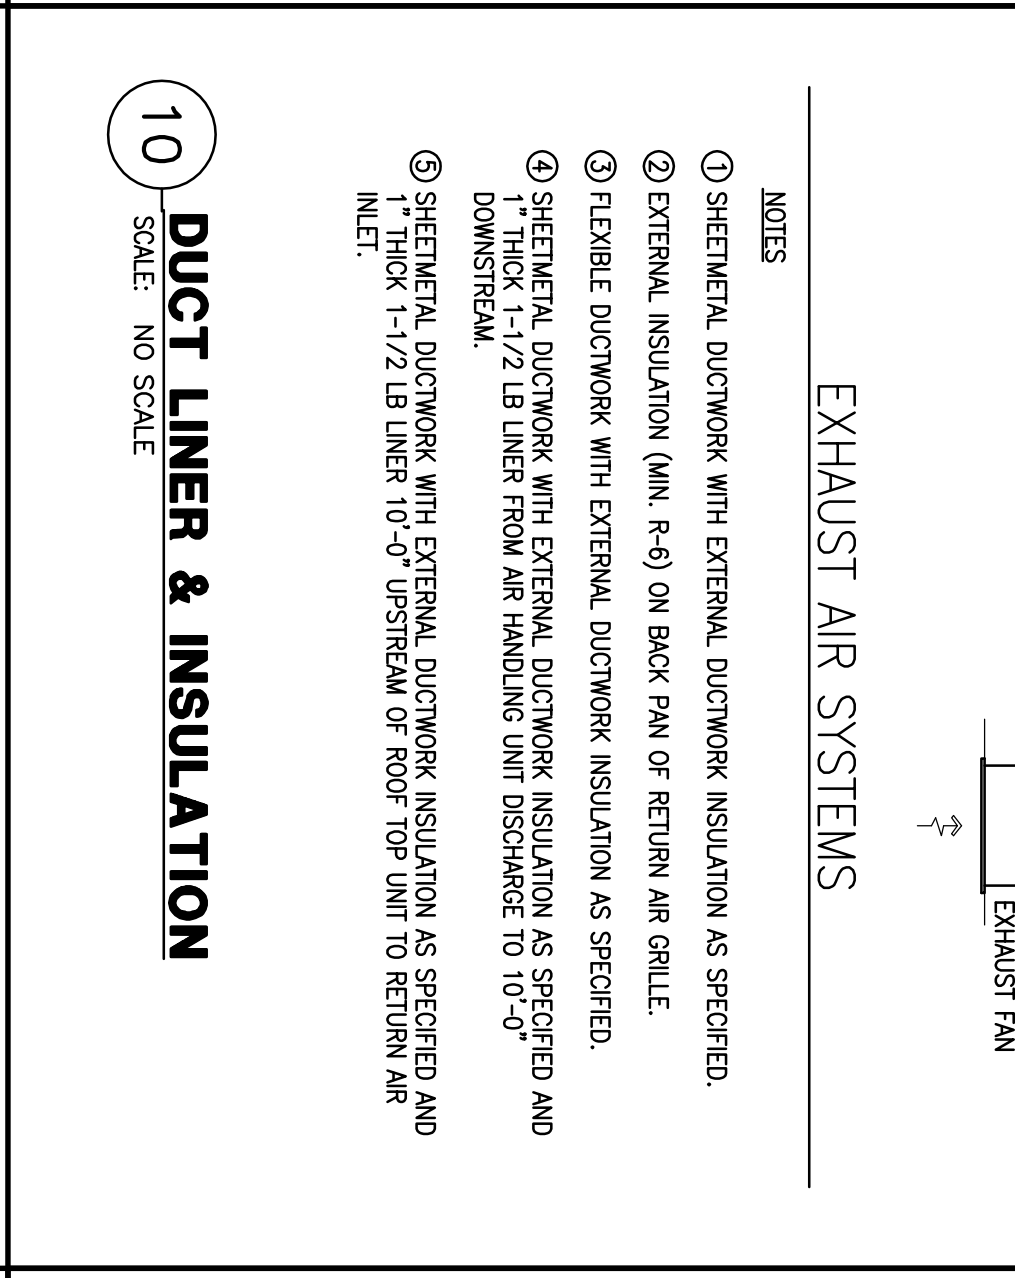 EXHAUST FAN
EXHAUST AIR SYSTEMS
NOTES
1 SHEETMETAL DUCTWORK WITH EXTERNAL DUCTWORK INSULATION AS SPECIFIED.
2 EXTERNAL INSULATION (MIN. R-6) ON BACK PAN OF RETURN AIR GRILLE.
3 FLEXIBLE DUCTWORK WITH EXTERNAL DUCTWORK INSULATION AS SPECIFIED.
4 SHEETMETAL DUCTWORK WITH EXTERNAL DUCTWORK INSULATION AS SPECIFIED AND
1" THICK 1-1/2 LB LINER FROM AIR HANDLING UNIT DISCHARGE TO 10'-0"
DOWNSTREAM.
5 SHEETMETAL DUCTWORK WITH EXTERNAL DUCTWORK INSULATION AS SPECIFIED AND
1" THICK 1-1/2 LB LINER 10'-0" UPSTREAM OF ROOF TOP UNIT TO RETURN AIR
INLET.
10 DUCT LINER & INSULATION
SCALE: NO SCALE